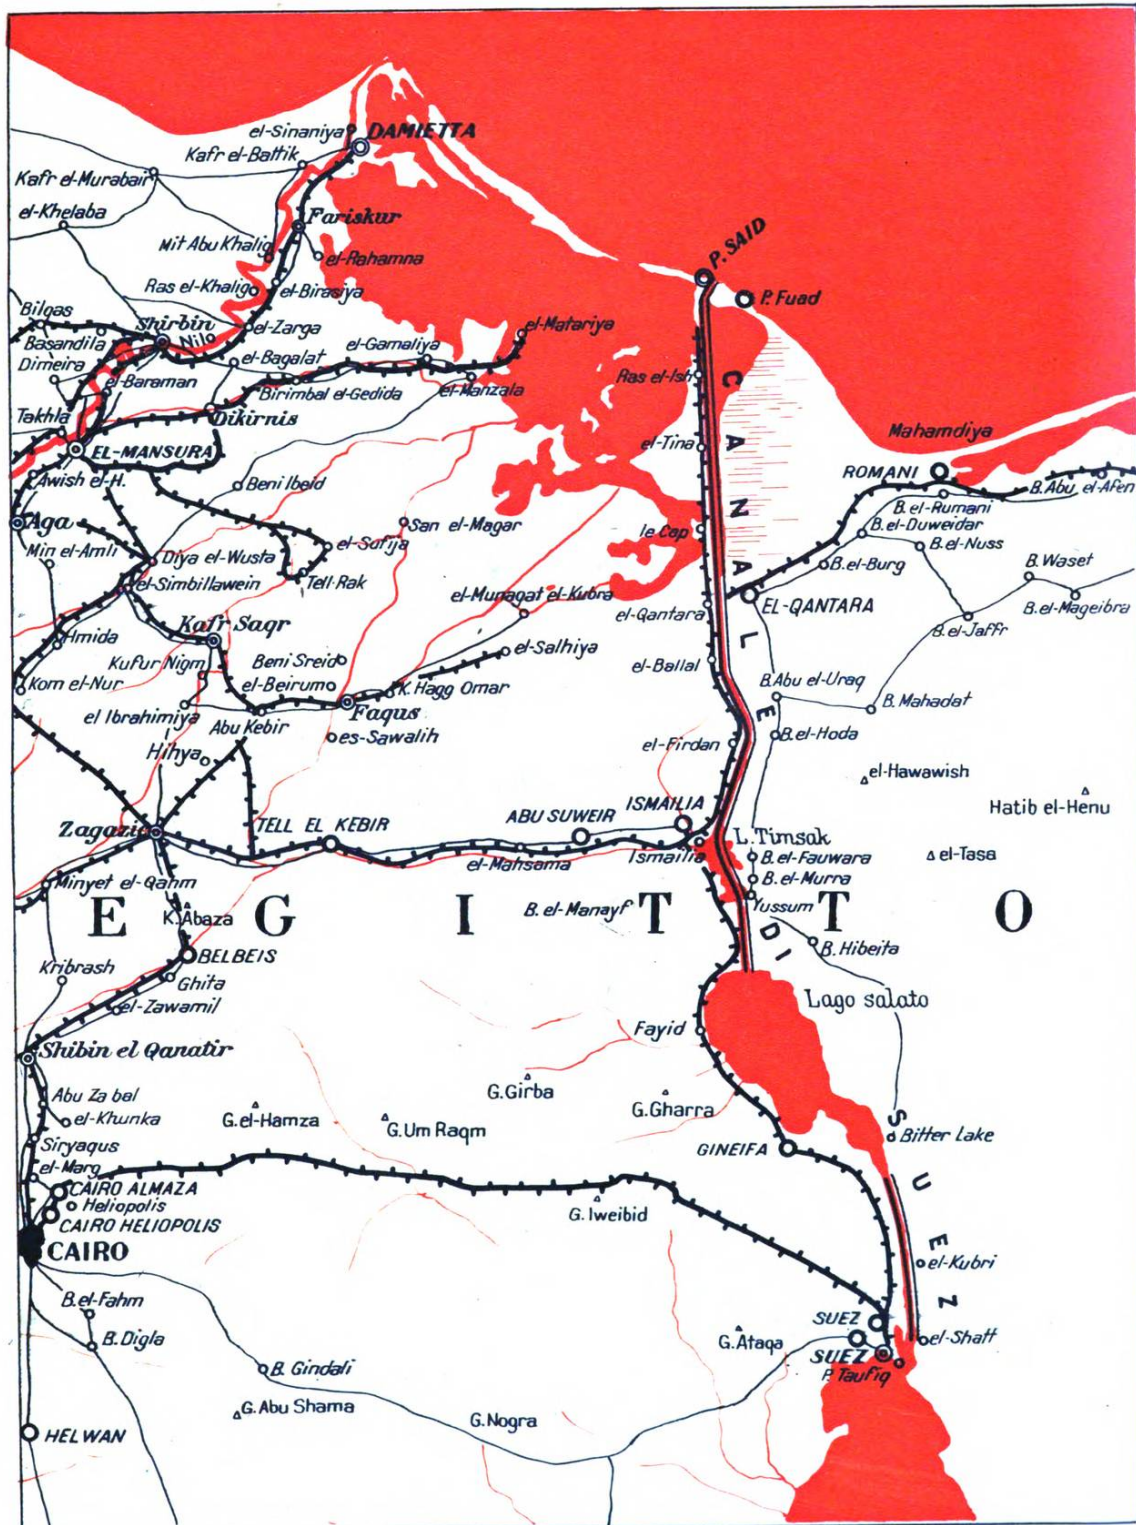 el-Sinaniya
DAMIETTA
Kafr el-Battik
Kafr el-Murabair
el-Khelaba
Fariskur
Mit Abu Khalig
el-Rahamna
P. SAID
Ras el-Khalig
el-Birasiya
P. Fuad
Bilgas
Shirbin
Nilo
el-Zarga
el-Matariya
Basandila
Dimeira
el-Bagalat
el-Gamaliya
el-Baraman
Birimbal el-Gedida
el-Manzala
Ras el-Ish
Takhla
Dikirnis
EL-MANSURA
el-Tina
Mahamdiya
Awish el-H.
Beni Ibeid
ROMANI
B. Abu el-Afen
B. el-Rumani
Aga
San el-Magar
le Cap
B. el-Duweidar
Min el-Amli
Diya el-Wusta
el-Sufija
B. el-Nuss
Tell-Rak
B. el-Burg
B. Waset
el-Simbillawein
el-Munagat el-Kubra
el-Qantara
EL-QANTARA
B. el-Mageibra
Hmida
Kafr Saqr
B. el-Jaffr
Kufur Nigm
Beni Sreid
el-Salhiya
el-Ballal
Kom el-Nur
el-Beirum
K. Hagg Omar
B. Abu el-Uraq
B. Mahadat
el Ibrahimiya
Abu Kebir
Faqus
Hihya
es-Sawalih
el-Firdan
B. el-Hoda
el-Hawawish
Hatib el-Henu
Zagazig
TELL EL KEBIR
ABU SUWEIR
ISMAILIA
L. Timsak
el-Mahsama
Ismailia
B. el-Fauwara
el-Tasa
Minyet el-Qahm
B. el-Murra
K. Abaza
B. el-Manayf
Yussum
EGITTO
BELBEIS
B. Hibeita
Kribrash
Ghita
el-Zawamil
Lago salato
Fayid
Shibin el Qanatir
Abu Zabal
el-Khunka
G. el-Hamza
G. Um Raqm
G. Girba
G. Gharra
Siryaqus
Bitter Lake
el-Marg
GINEIFA
CAIRO ALMAZA
Heliopolis
CAIRO HELIOPOLIS
G. Iweibid
CAIRO
el-Kubri
B. el-Fahm
B. Digla
SUEZ
G. Ataqa
el-Shatt
SUEZ
P. Taufiq
B. Gindali
G. Abu Shama
G. Nogra
HELWAN
CANALE DI SUEZ